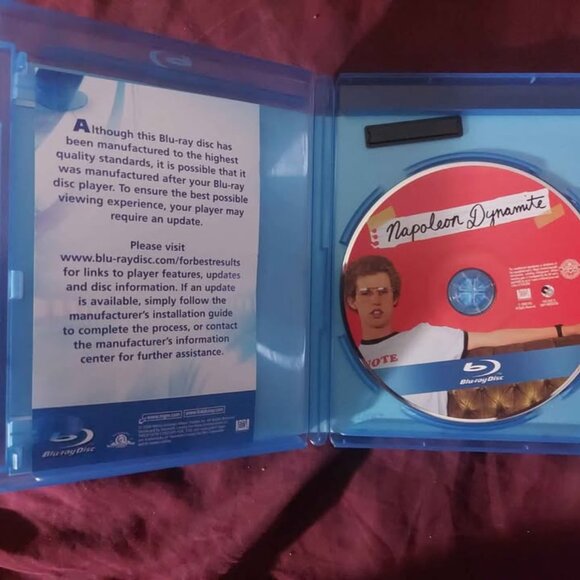 Although this Blu-ray disc has
been manufactured to the highest
quality standards, it is possible that it
was manufactured after your Blu-ray
disc player. To ensure the best possible
viewing experience, your player may
require an update.
Please visit
www.blu-raydisc.com/forbestresults
for links to player features, updates
and disc information. If an update
is available, simply follow the
manufacturer's installation guide
to complete the process, or contact
the manufacturer's information
center for further assistance.
www.mgm.com
Blu-ray Disc
Napoleon Dynamite
VOTE
Blu-ray Disc